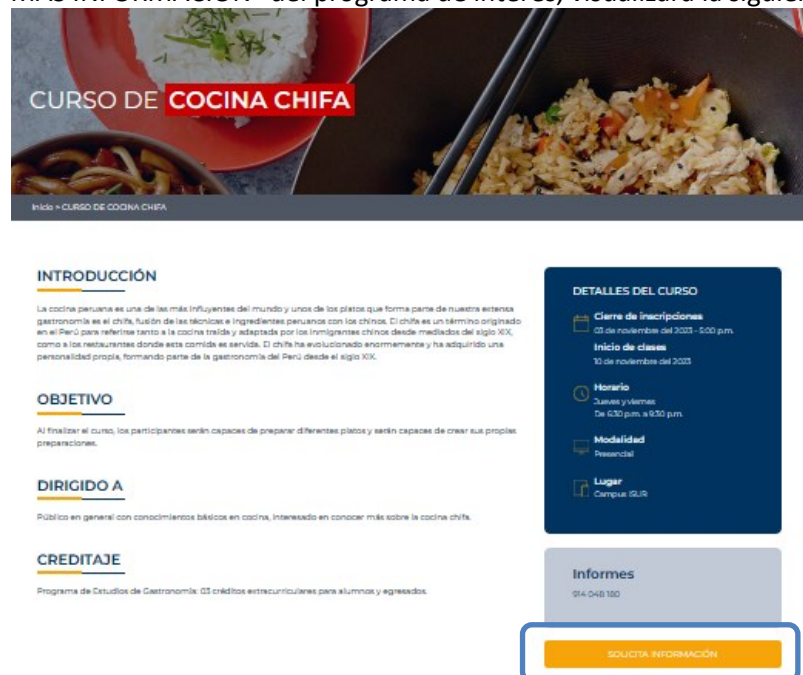 MÁS INFORMACIÓN" del programa de interés, visualizará la siguien
CURSO DE COCINA CHIFA
Inicio > CURSO DE COCINA CHIFA
INTRODUCCIÓN
La cocina peruana es una de las más influyentes del mundo y unos de los platos que forma parte de nuestra extensa
gastronomía es el chifa, fusión de las técnicas e ingredientes peruanos con los chinos. El chifa es un término originado
en el Perú para referirse tanto a la cocina traída y adaptada por los inmigrantes chinos desde mediados del siglo XIX,
como a los restaurantes donde esta comida es servida. El chifa ha evolucionado enormemente y ha adquirido una
personalidad propia, formando parte de la gastronomía del Perú desde el siglo XIX.
OBJETIVO
Al finalizar el curso, los participantes serán capaces de preparar diferentes platos y serán capaces de crear sus propias
preparaciones.
DIRIGIDO A
Público en general con conocimientos básicos en cocina, interesado en conocer más sobre la cocina chifa.
CREDITAJE
Programa de Estudios de Gastronomía: 03 créditos extracurriculares para alumnos y egresados.
DETALLES DEL CURSO
Cierre de inscripciones
03 de noviembre del 2023 - 5:00 p.m.
Inicio de clases
10 de noviembre del 2023
Horario
Jueves y viernes
De 6:30 p.m. a 9:30 p.m.
Modalidad
Presencial
Lugar
Campus ISUR
Informes
914 048 180
SOLICITA INFORMACIÓN